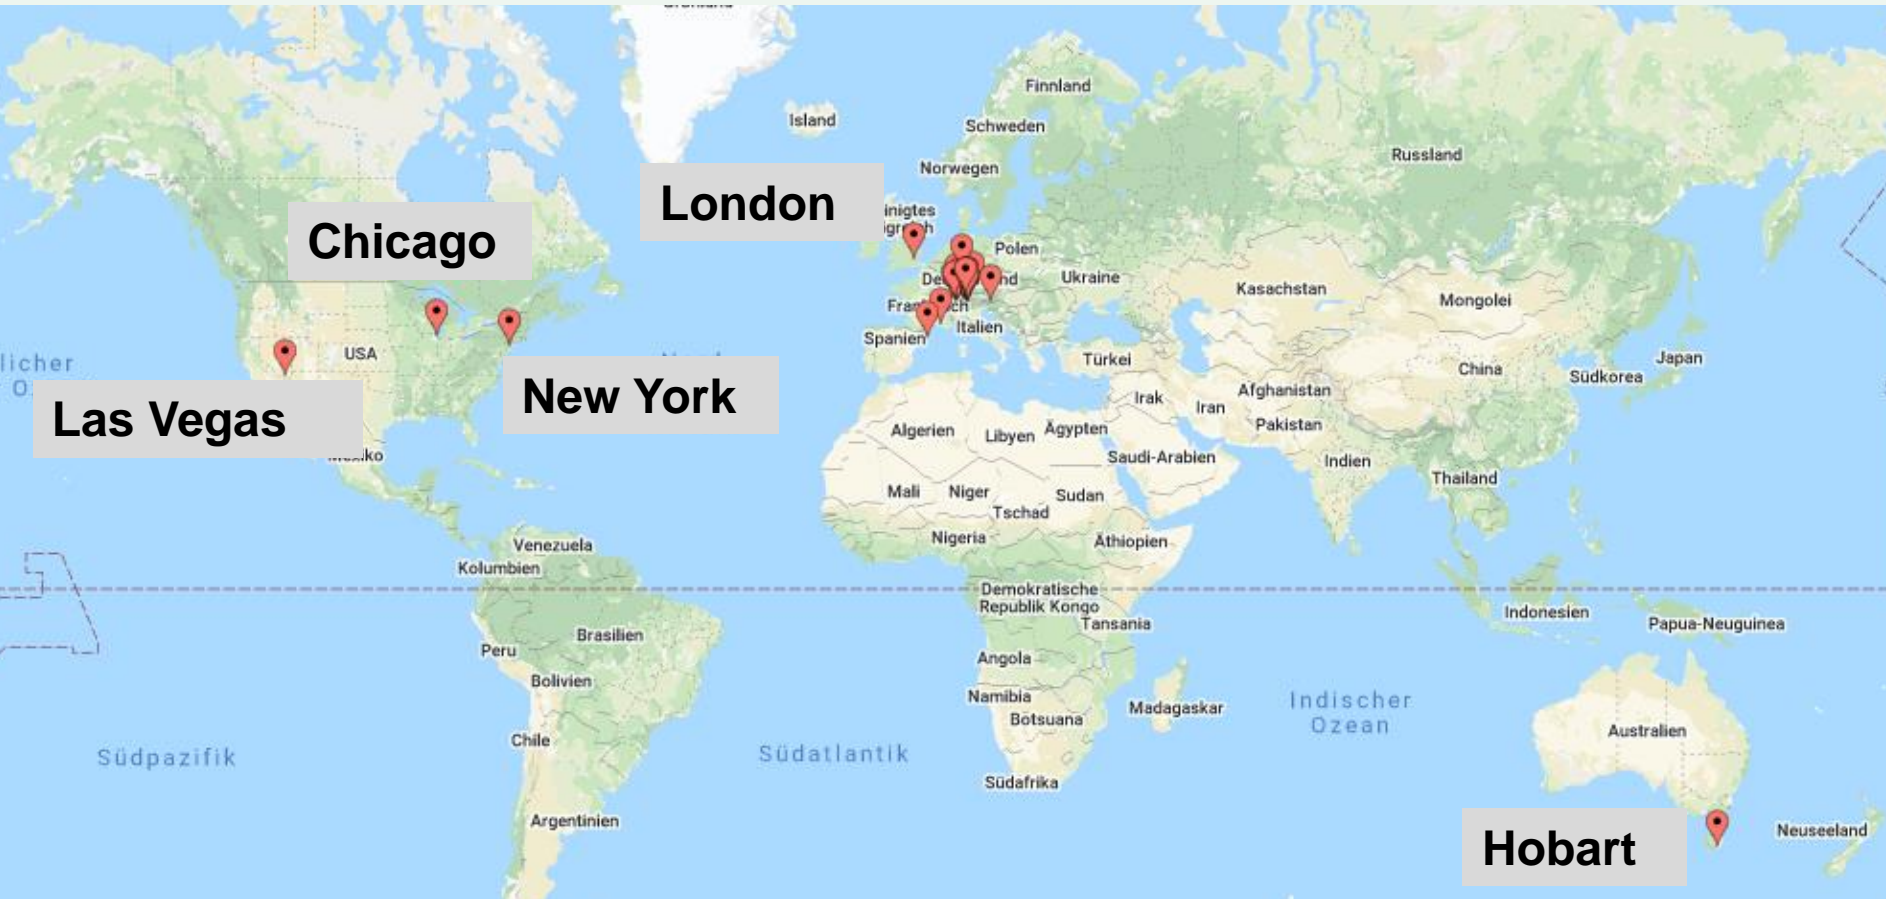 Finnland
Island
Schweden
Russland
Norwegen
London
inigtes
Chicago
Polen
Ukraine
Kasachstan
Mongolei
Italien
Spanien
USA
Türkei
Japan
licher
O
China
Südkorea
Afghanistan
Irak
Iran
New York
Las Vegas
Pakistan
Algerien
Libyen
Ägypten
Saudi-Arabien
Indien
Thailand
Mali
Niger
Sudan
Tschad
Nigeria
Äthiopien
Venezuela
Kolumbien
Demokratische
Republik Kongo
Tansania
Indonesien
Papua-Neuguinea
Brasilien
Peru
Angola
Bolivien
Namibia
Botsuana
Madagaskar
Indischer
Ozean
Australien
Chile
Südpazifik
Südatlantik
Südafrika
Argentinien
Neuseeland
Hobart